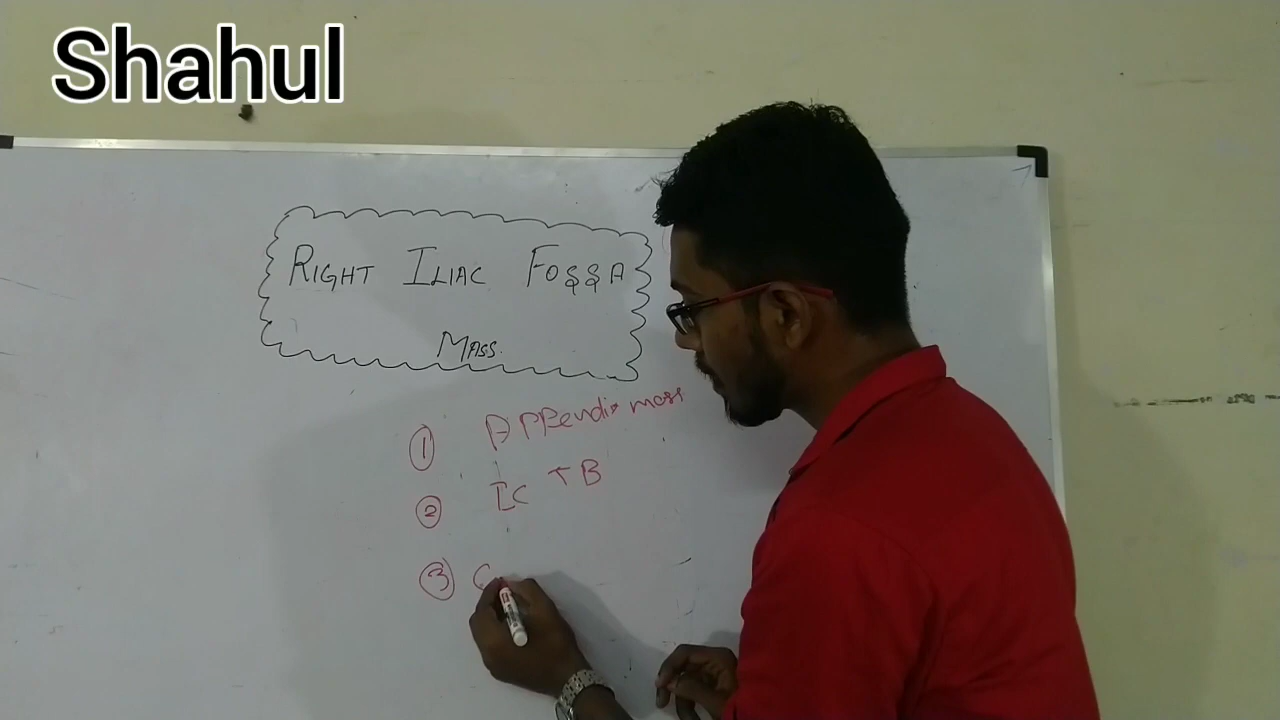 Shahul
RIGHT ILIAC FOSSA
MASS.
① Appendix mass
② IC TB
③ C